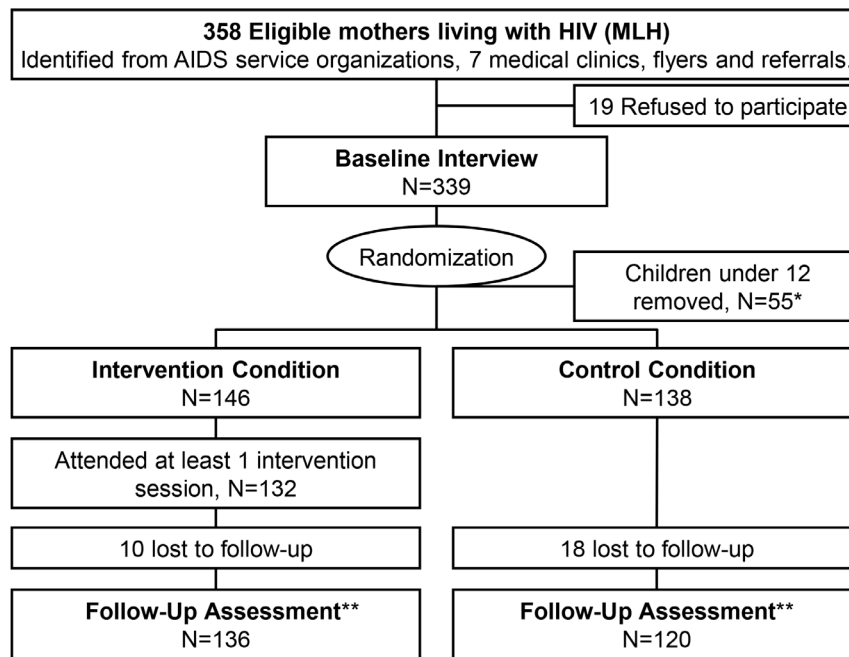 358 Eligible mothers living with HIV (MLH)
Identified from AIDS service organizations, 7 medical clinics, flyers and referrals.
19 Refused to participate
Baseline Interview
N=339
Randomization
Children under 12
removed, N=55*
Intervention Condition
N=146
Control Condition
N=138
Attended at least 1 intervention
session, N=132
10 lost to follow-up
18 lost to follow-up
Follow-Up Assessment**
N=136
Follow-Up Assessment**
N=120